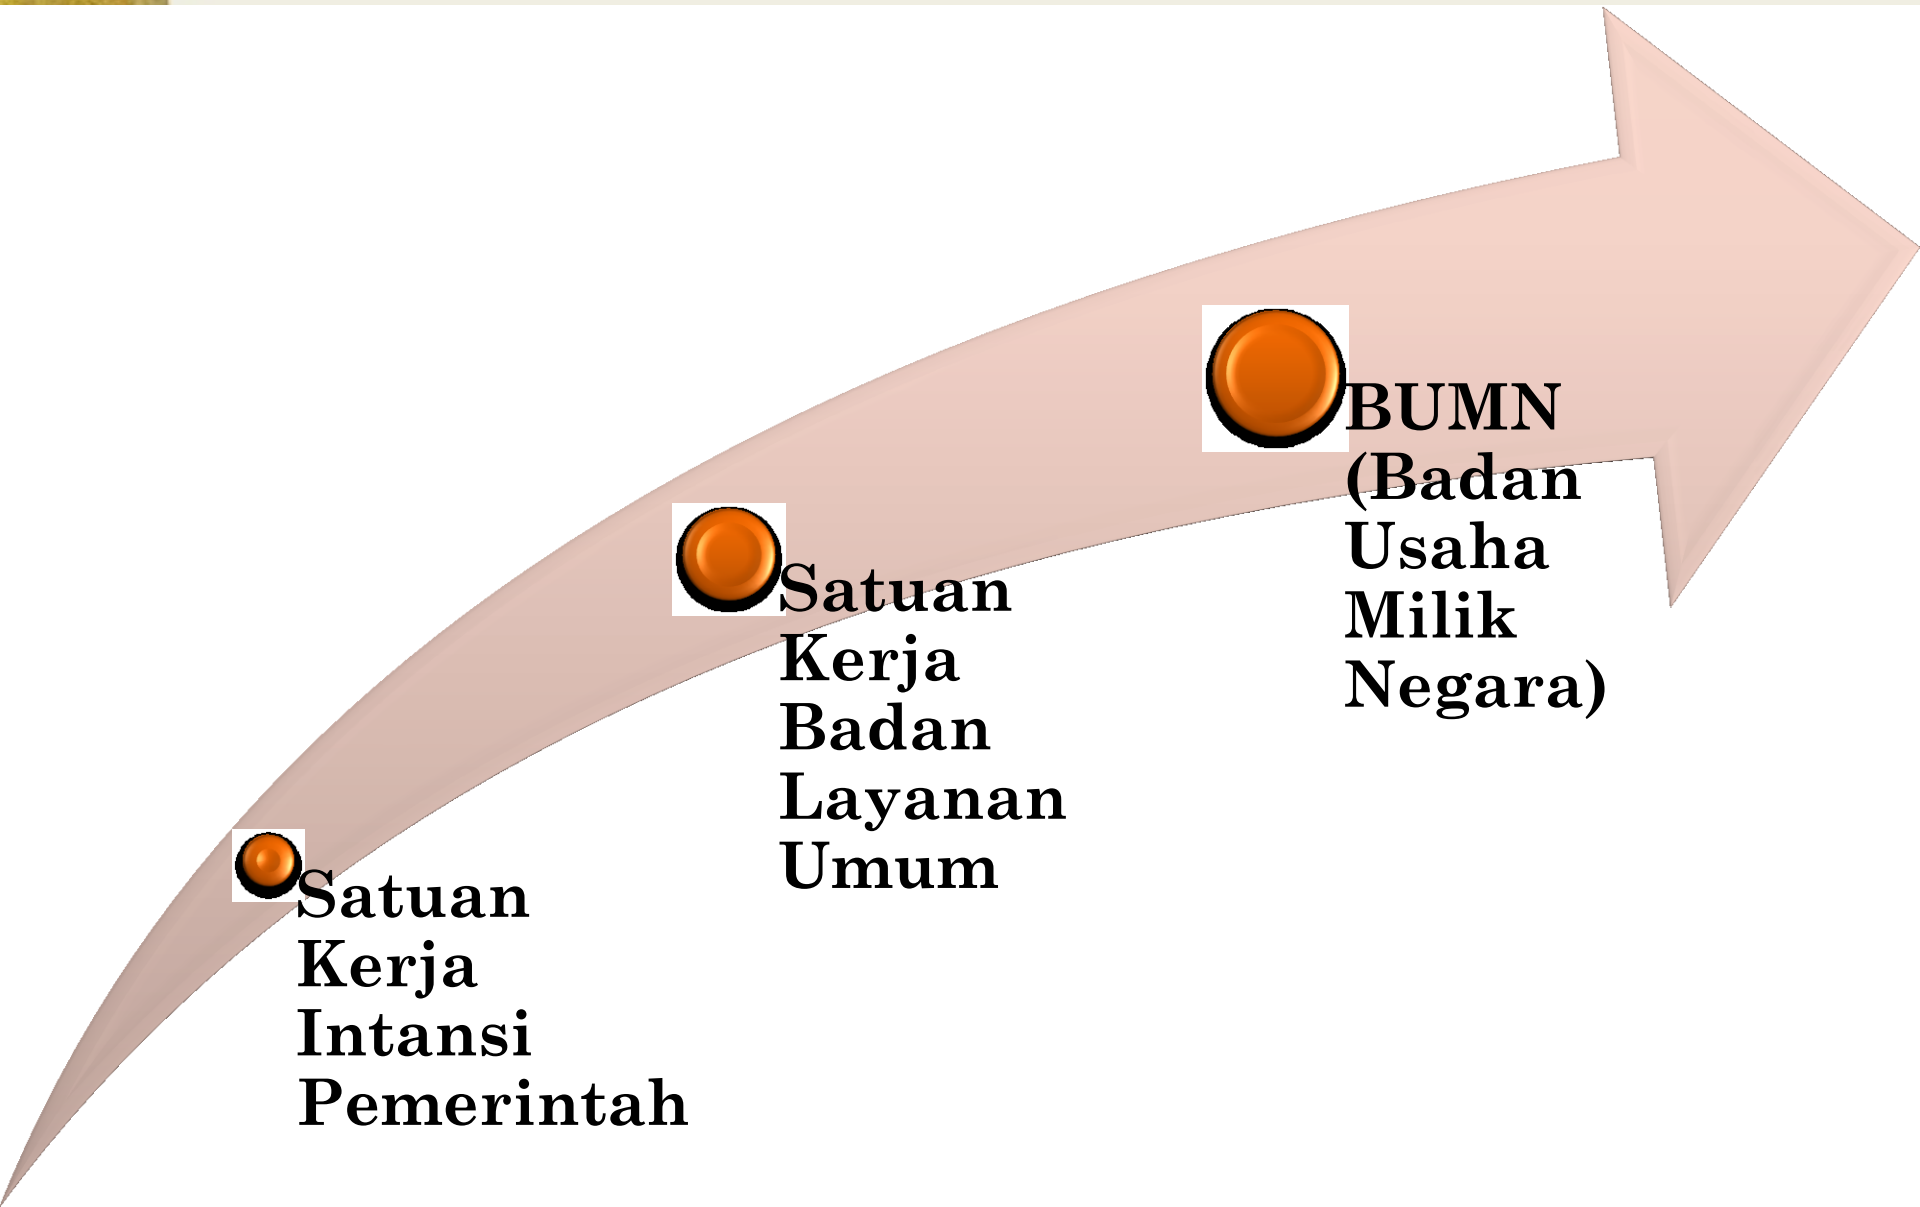 Satuan
Kerja
Intansi
Pemerintah
Satuan
Kerja
Badan
Layanan
Umum
BUMN
(Badan
Usaha
Milik
Negara)